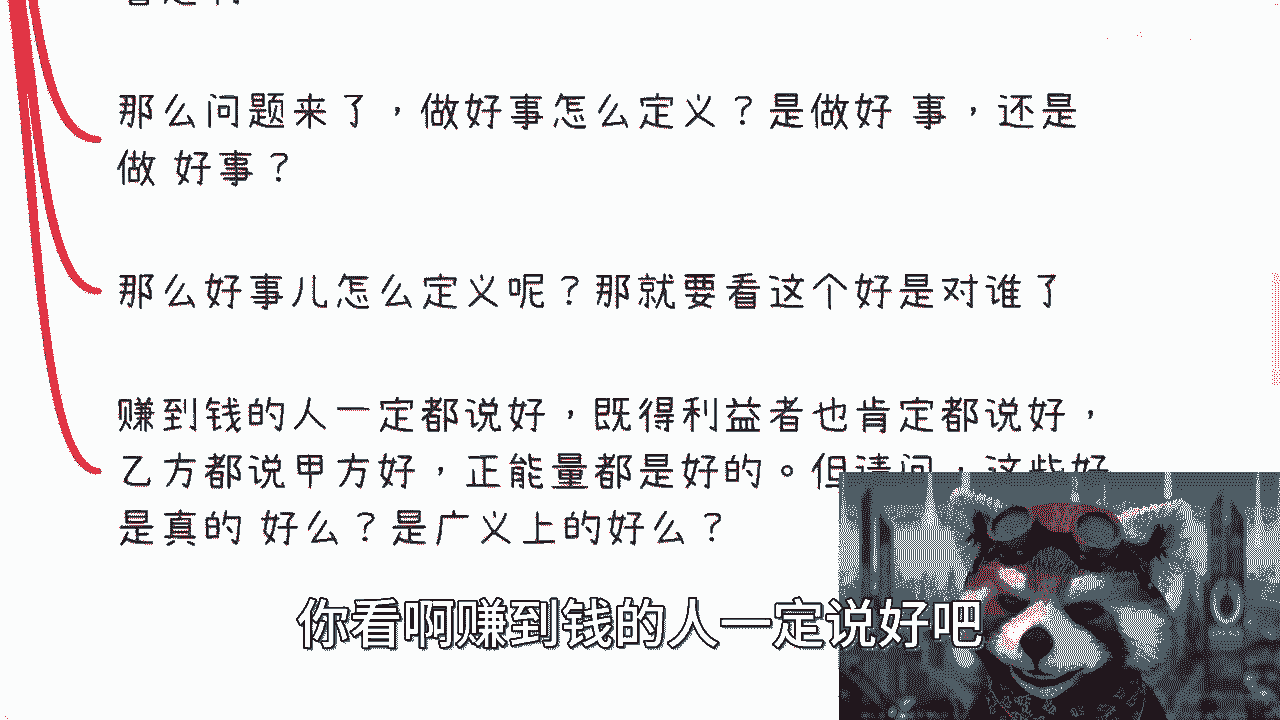 那么问题来了，做好事怎么定义？是做好 事，还是
做 好事？
那么好事儿怎么定义呢？那就要看这个好是对谁了
赚到钱的人一定都说好，既得利益者也肯定都说好，
乙方都说甲方好，正能量都是好的。但请问，这些好
是真的 好么？是广义上的好么？
你看啊赚到钱的人一定说好吧